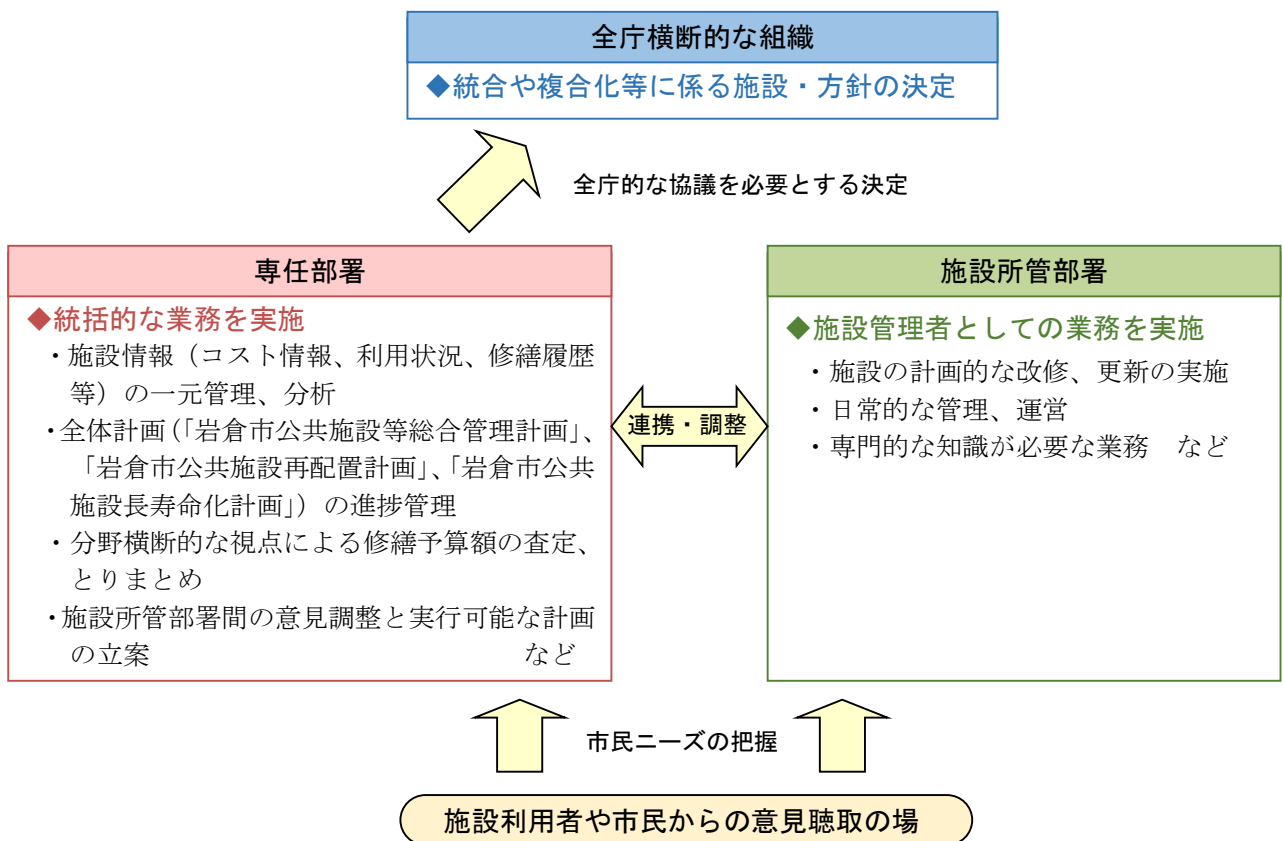 全庁横断的な組織
◆統合や複合化等に係る施設・方針の決定
全庁的な協議を必要とする決定
専任部署
◆統括的な業務を実施
・施設情報（コスト情報、利用状況、修繕履歴
等）の一元管理、分析
・全体計画（「岩倉市公共施設等総合管理計画」、
「岩倉市公共施設再配置計画」、「岩倉市公共
施設長寿命化計画」）の進捗管理
・分野横断的な視点による修繕予算額の査定、
とりまとめ
・施設所管部署間の意見調整と実行可能な計画
の立案　など
連携・調整
施設所管部署
◆施設管理者としての業務を実施
・施設の計画的な改修、更新の実施
・日常的な管理、運営
・専門的な知識が必要な業務　など
市民ニーズの把握
施設利用者や市民からの意見聴取の場